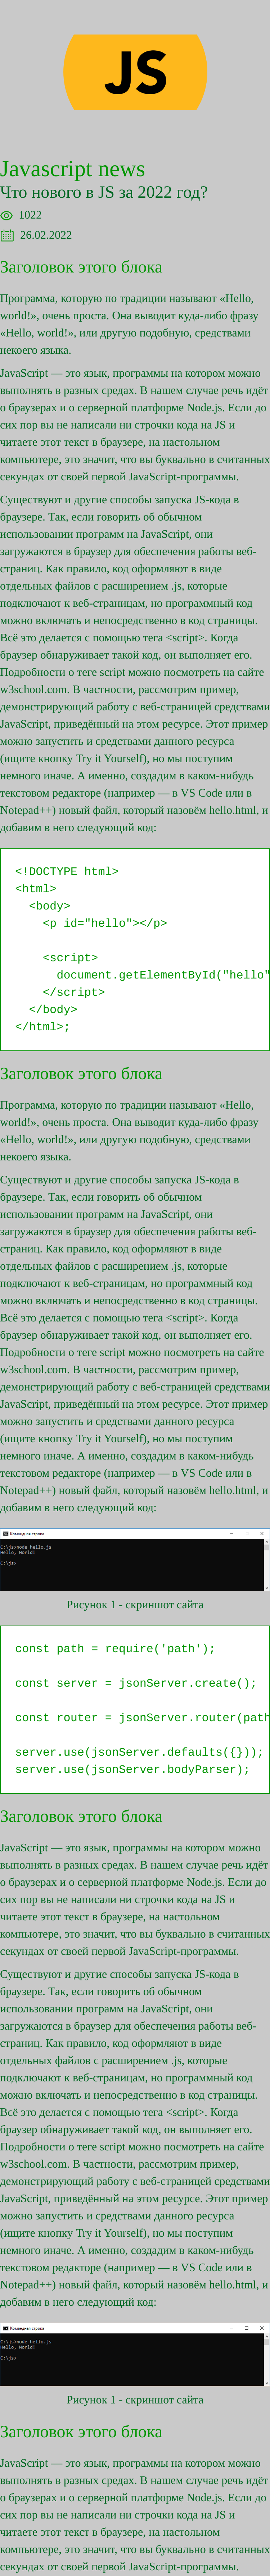 JS
Javascript news
Что нового в JS за 2022 год?
1022
26.02.2022
Заголовок этого блока
Программа, которую по традиции называют «Hello,
world!», очень проста. Она выводит куда-либо фразу
«Hello, world!», или другую подобную, средствами
некоего языка.
JavaScript — это язык, программы на котором можно
выполнять в разных средах. В нашем случае речь идёт
о браузерах и о серверной платформе Node.js. Если до
сих пор вы не написали ни строчки кода на JS и
читаете этот текст в браузере, на настольном
компьютере, это значит, что вы буквально в считанных
секундах от своей первой JavaScript-программы.
Существуют и другие способы запуска JS-кода в
браузере. Так, если говорить об обычном
использовании программ на JavaScript, они
загружаются в браузер для обеспечения работы веб-
страниц. Как правило, код оформляют в виде
отдельных файлов с расширением .js, которые
подключают к веб-страницам, но программный код
можно включать и непосредственно в код страницы.
Всё это делается с помощью тега <script>. Когда
браузер обнаруживает такой код, он выполняет его.
Подробности о теге script можно посмотреть на сайте
w3school.com. В частности, рассмотрим пример,
демонстрирующий работу с веб-страницей средствами
JavaScript, приведённый на этом ресурсе. Этот пример
можно запустить и средствами данного ресурса
(ищите кнопку Try it Yourself), но мы поступим
немного иначе. А именно, создадим в каком-нибудь
текстовом редакторе (например — в VS Code или в
Notepad++) новый файл, который назовём hello.html, и
добавим в него следующий код:
<!DOCTYPE html>
<html>
<body>
<p id="hello"></p>
<script>
document.getElementById("hello"
</script>
</body>
</html>;
Заголовок этого блока
Программа, которую по традиции называют «Hello,
world!», очень проста. Она выводит куда-либо фразу
«Hello, world!», или другую подобную, средствами
некоего языка.
Существуют и другие способы запуска JS-кода в
браузере. Так, если говорить об обычном
использовании программ на JavaScript, они
загружаются в браузер для обеспечения работы веб-
страниц. Как правило, код оформляют в виде
отдельных файлов с расширением .js, которые
подключают к веб-страницам, но программный код
можно включать и непосредственно в код страницы.
Всё это делается с помощью тега <script>. Когда
браузер обнаруживает такой код, он выполняет его.
Подробности о теге script можно посмотреть на сайте
w3school.com. В частности, рассмотрим пример,
демонстрирующий работу с веб-страницей средствами
JavaScript, приведённый на этом ресурсе. Этот пример
можно запустить и средствами данного ресурса
(ищите кнопку Try it Yourself), но мы поступим
немного иначе. А именно, создадим в каком-нибудь
текстовом редакторе (например — в VS Code или в
Notepad++) новый файл, который назовём hello.html, и
добавим в него следующий код:
Командная строка
C:\js>node hello.js
Hello, World!
C:\js>
Рисунок 1 - скриншот сайта
const path = require('path');
const server = jsonServer.create();
const router = jsonServer.router(path
server.use(jsonServer.defaults({}));
server.use(jsonServer.bodyParser);
Заголовок этого блока
JavaScript — это язык, программы на котором можно
выполнять в разных средах. В нашем случае речь идёт
о браузерах и о серверной платформе Node.js. Если до
сих пор вы не написали ни строчки кода на JS и
читаете этот текст в браузере, на настольном
компьютере, это значит, что вы буквально в считанных
секундах от своей первой JavaScript-программы.
Существуют и другие способы запуска JS-кода в
браузере. Так, если говорить об обычном
использовании программ на JavaScript, они
загружаются в браузер для обеспечения работы веб-
страниц. Как правило, код оформляют в виде
отдельных файлов с расширением .js, которые
подключают к веб-страницам, но программный код
можно включать и непосредственно в код страницы.
Всё это делается с помощью тега <script>. Когда
браузер обнаруживает такой код, он выполняет его.
Подробности о теге script можно посмотреть на сайте
w3school.com. В частности, рассмотрим пример,
демонстрирующий работу с веб-страницей средствами
JavaScript, приведённый на этом ресурсе. Этот пример
можно запустить и средствами данного ресурса
(ищите кнопку Try it Yourself), но мы поступим
немного иначе. А именно, создадим в каком-нибудь
текстовом редакторе (например — в VS Code или в
Notepad++) новый файл, который назовём hello.html, и
добавим в него следующий код:
Командная строка
C:\js>node hello.js
Hello, World!
C:\js>
Рисунок 1 - скриншот сайта
Заголовок этого блока
JavaScript — это язык, программы на котором можно
выполнять в разных средах. В нашем случае речь идёт
о браузерах и о серверной платформе Node.js. Если до
сих пор вы не написали ни строчки кода на JS и
читаете этот текст в браузере, на настольном
компьютере, это значит, что вы буквально в считанных
секундах от своей первой JavaScript-программы.